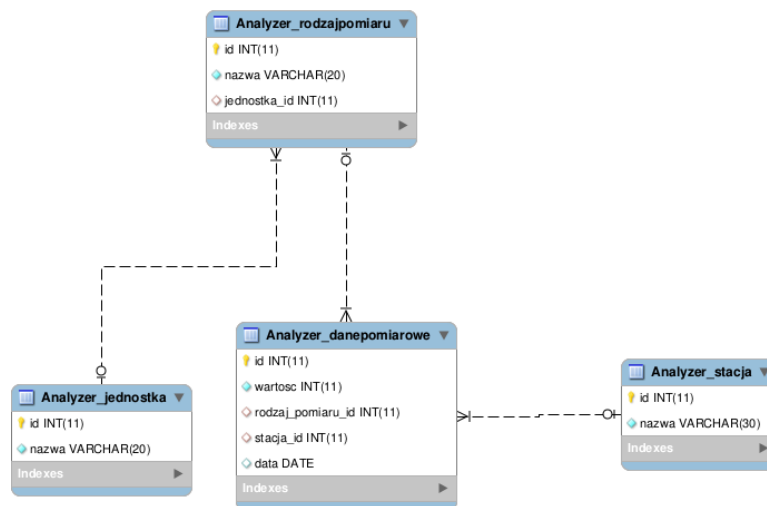 Analyzer_rodzajpomiaru
id INT(11)
nazwa VARCHAR(20)
jednostka_id INT(11)
Indexes
Analyzer_jednostka
id INT(11)
nazwa VARCHAR(20)
Indexes
Analyzer_danepomiarowe
id INT(11)
wartosc INT(11)
rodzaj_pomiaru_id INT(11)
stacja_id INT(11)
data DATE
Indexes
Analyzer_stacja
id INT(11)
nazwa VARCHAR(30)
Indexes